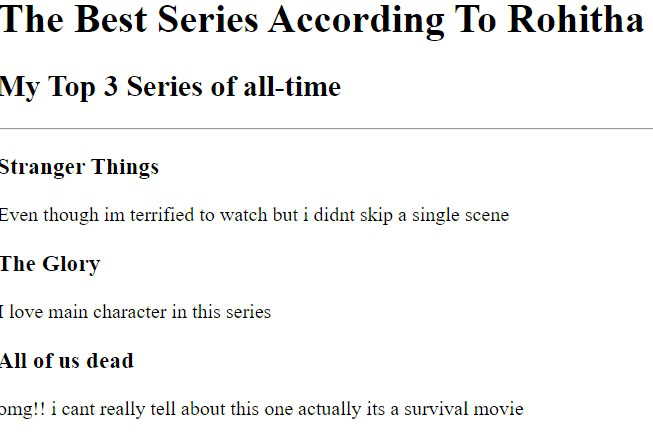 The Best Series According To Rohitha
My Top 3 Series of all-time
Stranger Things
Even though im terrified to watch but i didnt skip a single scene
The Glory
I love main character in this series
All of us dead
omg!! i cant really tell about this one actually its a survival movie